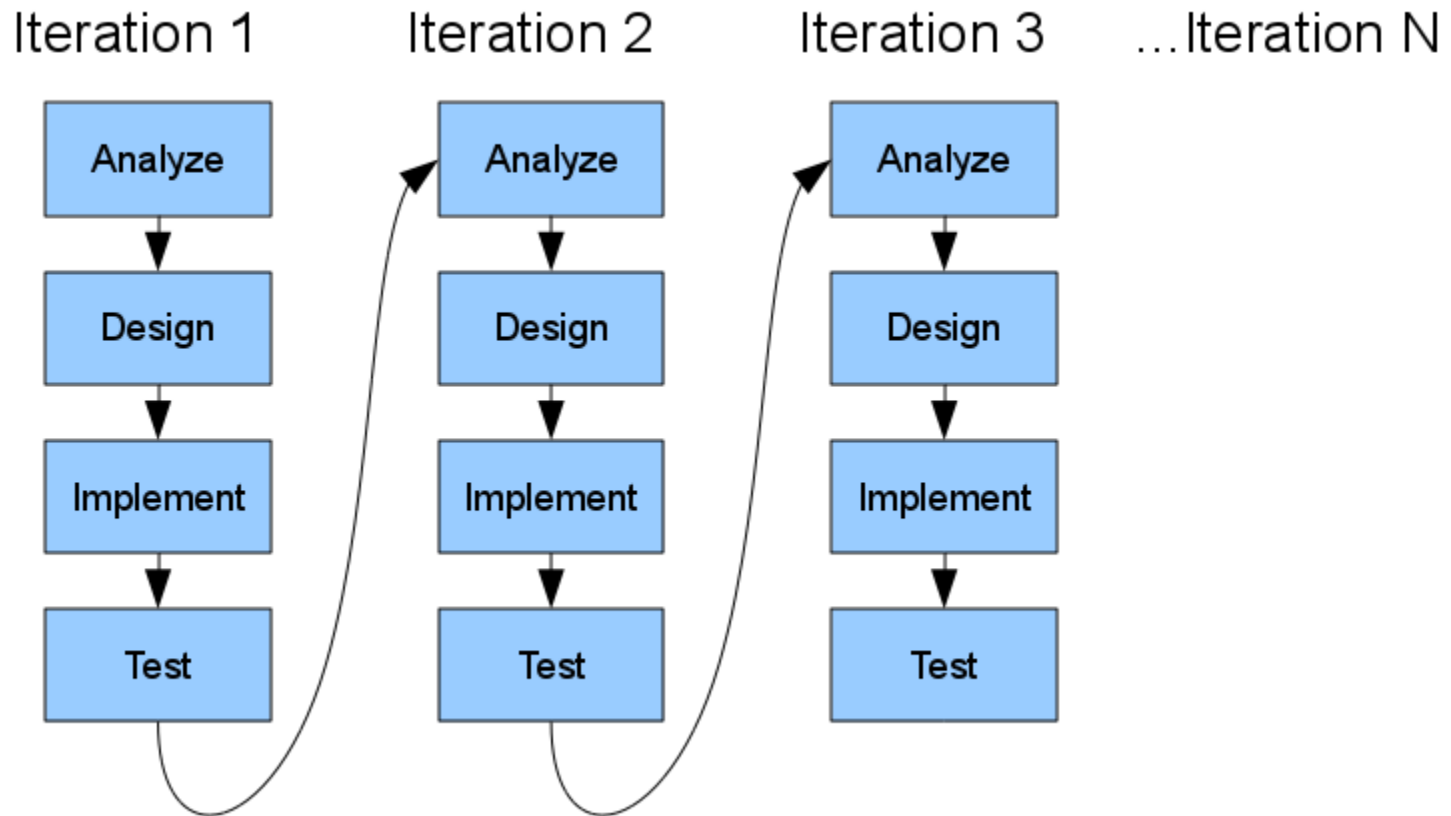 Iteration 1
Iteration 2
Iteration 3
...Iteration N
Analyze
Analyze
Analyze
Design
Design
Design
Implement
Implement
Implement
Test
Test
Test